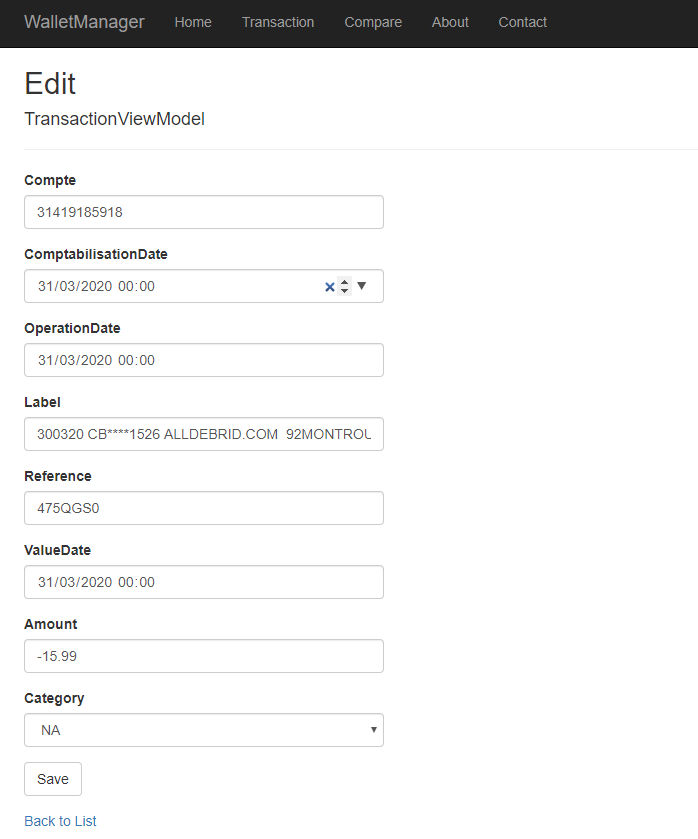 WalletManager Home Transaction Compare About Contact
Edit
TransactionViewModel
Compte
31419185918
ComptabilisationDate
31/03/2020 00:00
OperationDate
31/03/2020 00:00
Label
300320 CB****1526 ALLDEBRID.COM  92MONTROU
Reference
475QGS0
ValueDate
31/03/2020 00:00
Amount
-15.99
Category
NA
Save
Back to List